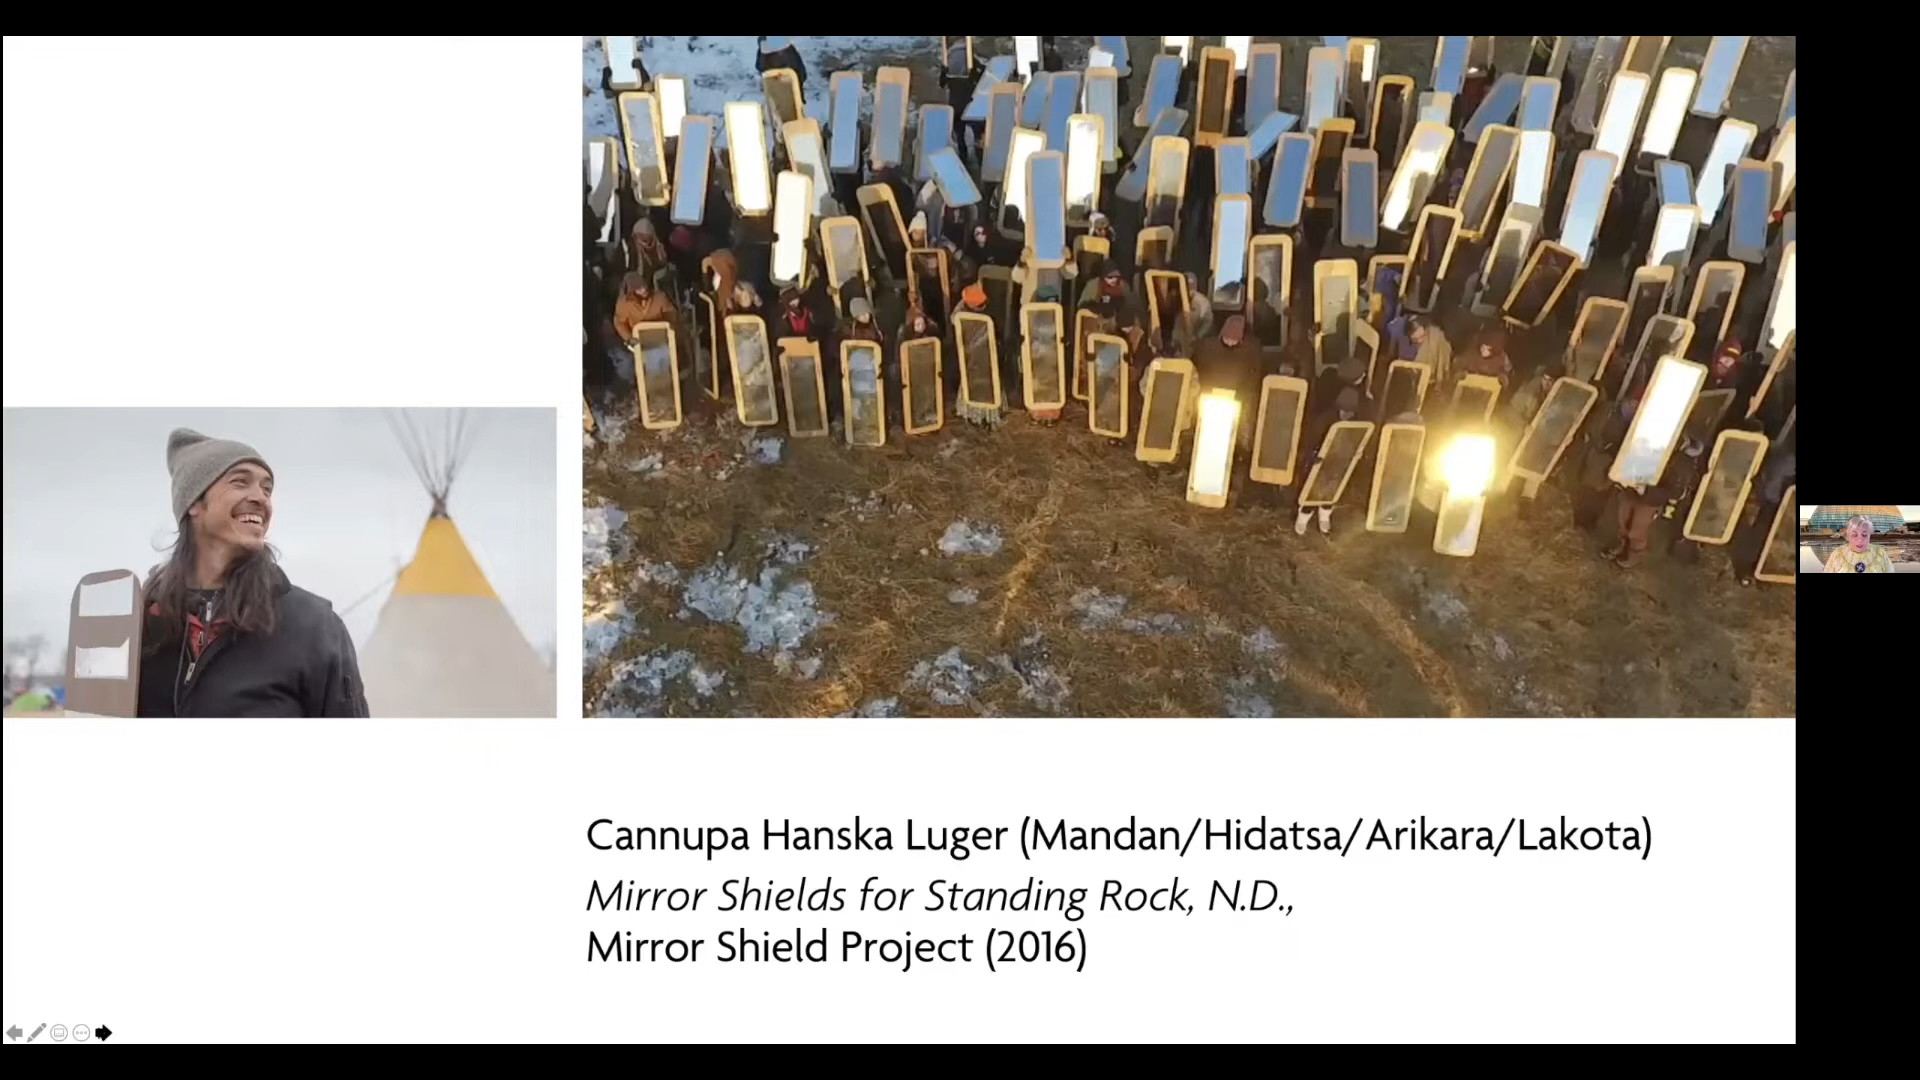 Cannupa Hanska Luger (Mandan/Hidatsa/Arikara/Lakota)
Mirror Shields for Standing Rock, N.D.,
Mirror Shield Project (2016)